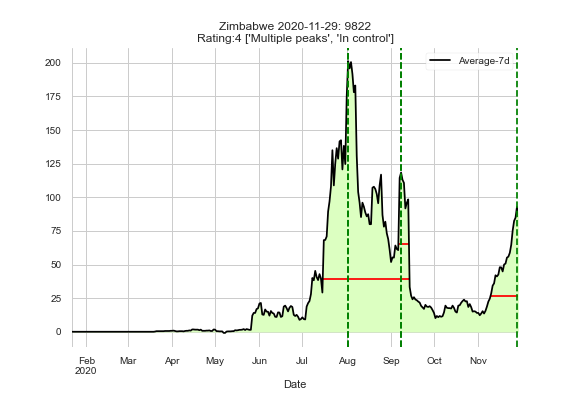 Zimbabwe 2020-11-29: 9822
Rating:4 ['Multiple peaks', 'In control']
Average-7d
200
175
150
125
100
75
50
25
0
Feb Mar Apr May Jun Jul Aug Sep Oct Nov
2020
Date